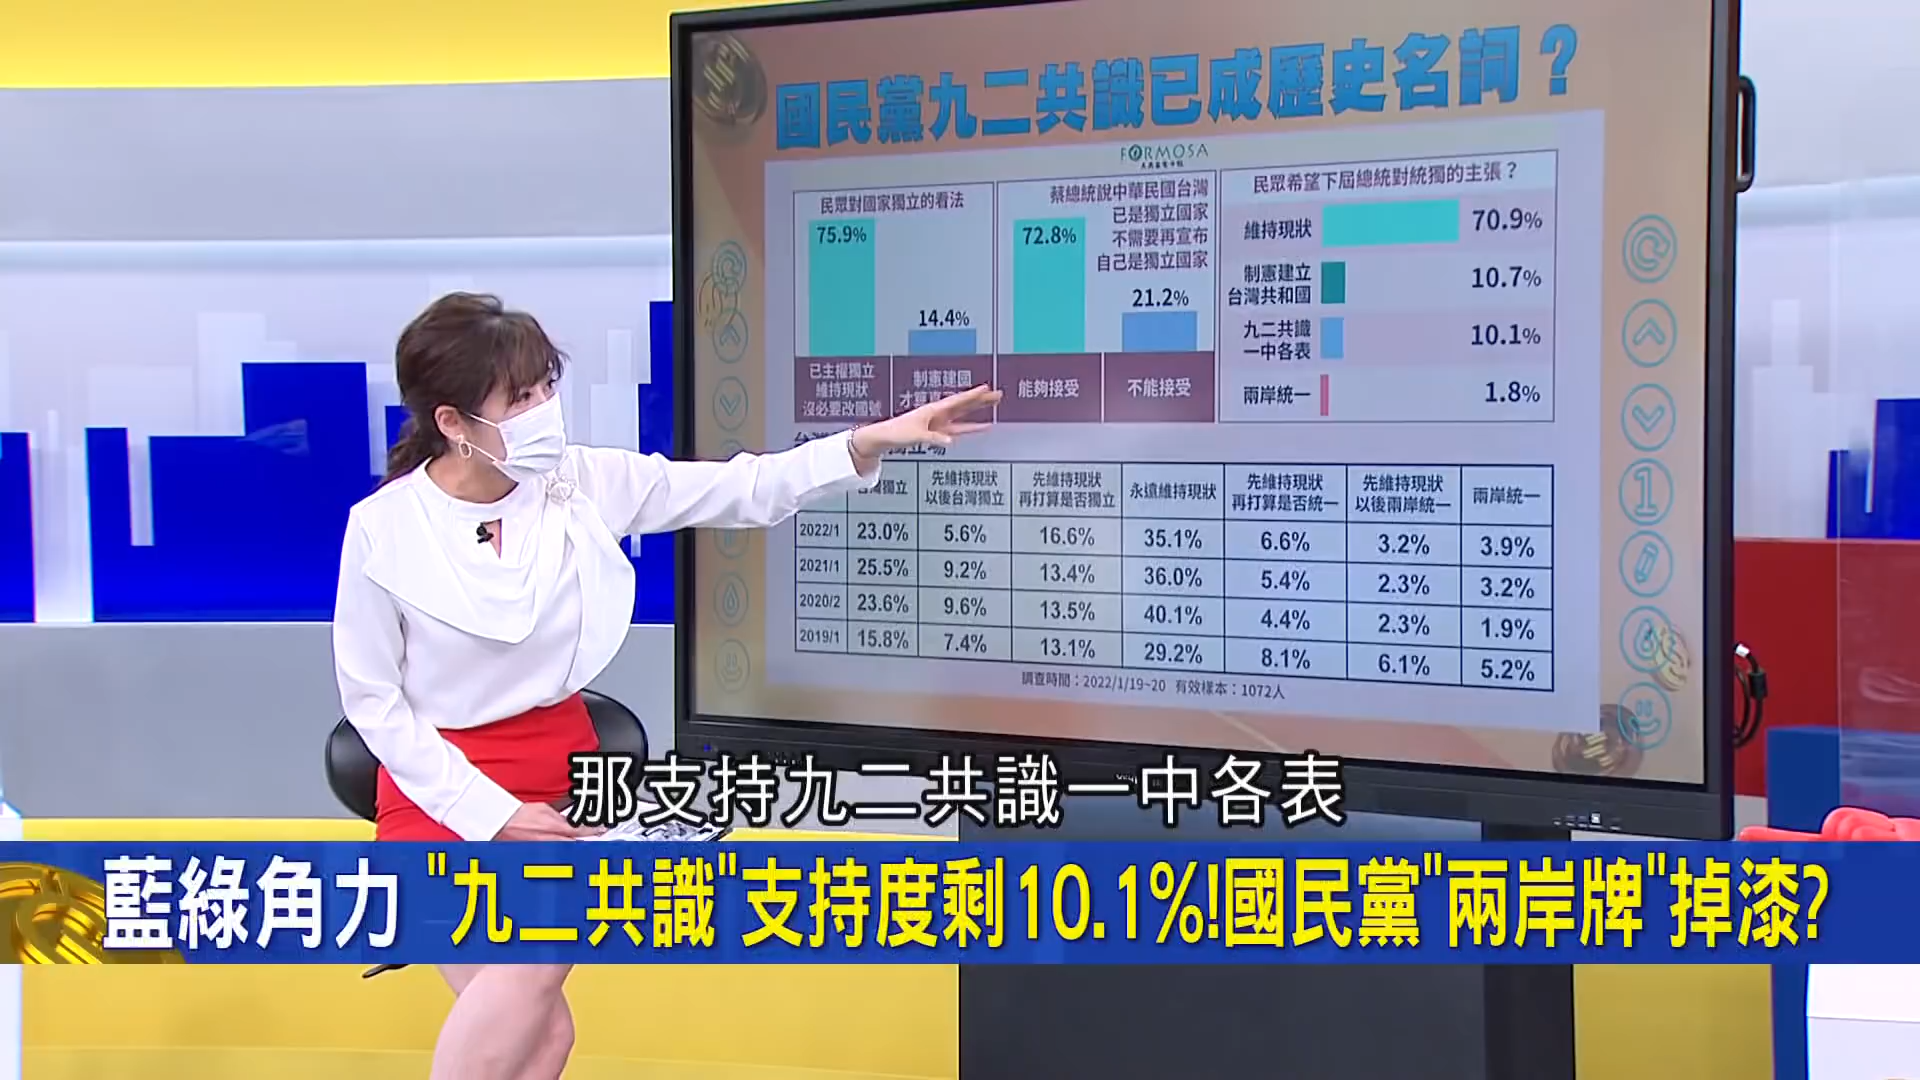 國民黨九二共識已成歷史名詞？
FORMOSA
民眾對國家獨立的看法
75.9%
14.4%
已主權獨立
維持現狀
沒必要改國號
制憲建國
蔡總統說中華民國台灣
已是獨立國家
不需要再宣布
自己是獨立國家
72.8%
21.2%
能夠接受
不能接受
民眾希望下屆總統對統獨的主張？
維持現狀 70.9%
制憲建立
台灣共和國 10.7%
九二共識
一中各表 10.1%
兩岸統一 1.8%
台灣獨立
先維持現狀
以後台灣獨立
先維持現狀
再打算是否獨立
永遠維持現狀
先維持現狀
再打算是否統一
先維持現狀
以後兩岸統一
兩岸統一
2022/1 23.0% 5.6% 16.6% 35.1% 6.6% 3.2% 3.9%
2021/1 25.5% 9.2% 13.4% 36.0% 5.4% 2.3% 3.2%
2020/2 23.6% 9.6% 13.5% 40.1% 4.4% 2.3% 1.9%
2019/1 15.8% 7.4% 13.1% 29.2% 8.1% 6.1% 5.2%
調查時間：2022/1/19~20 有效樣本：1072人
那支持九二共識一中各表
藍綠角力 "九二共識"支持度剩10.1%!國民黨"兩岸牌"掉漆?